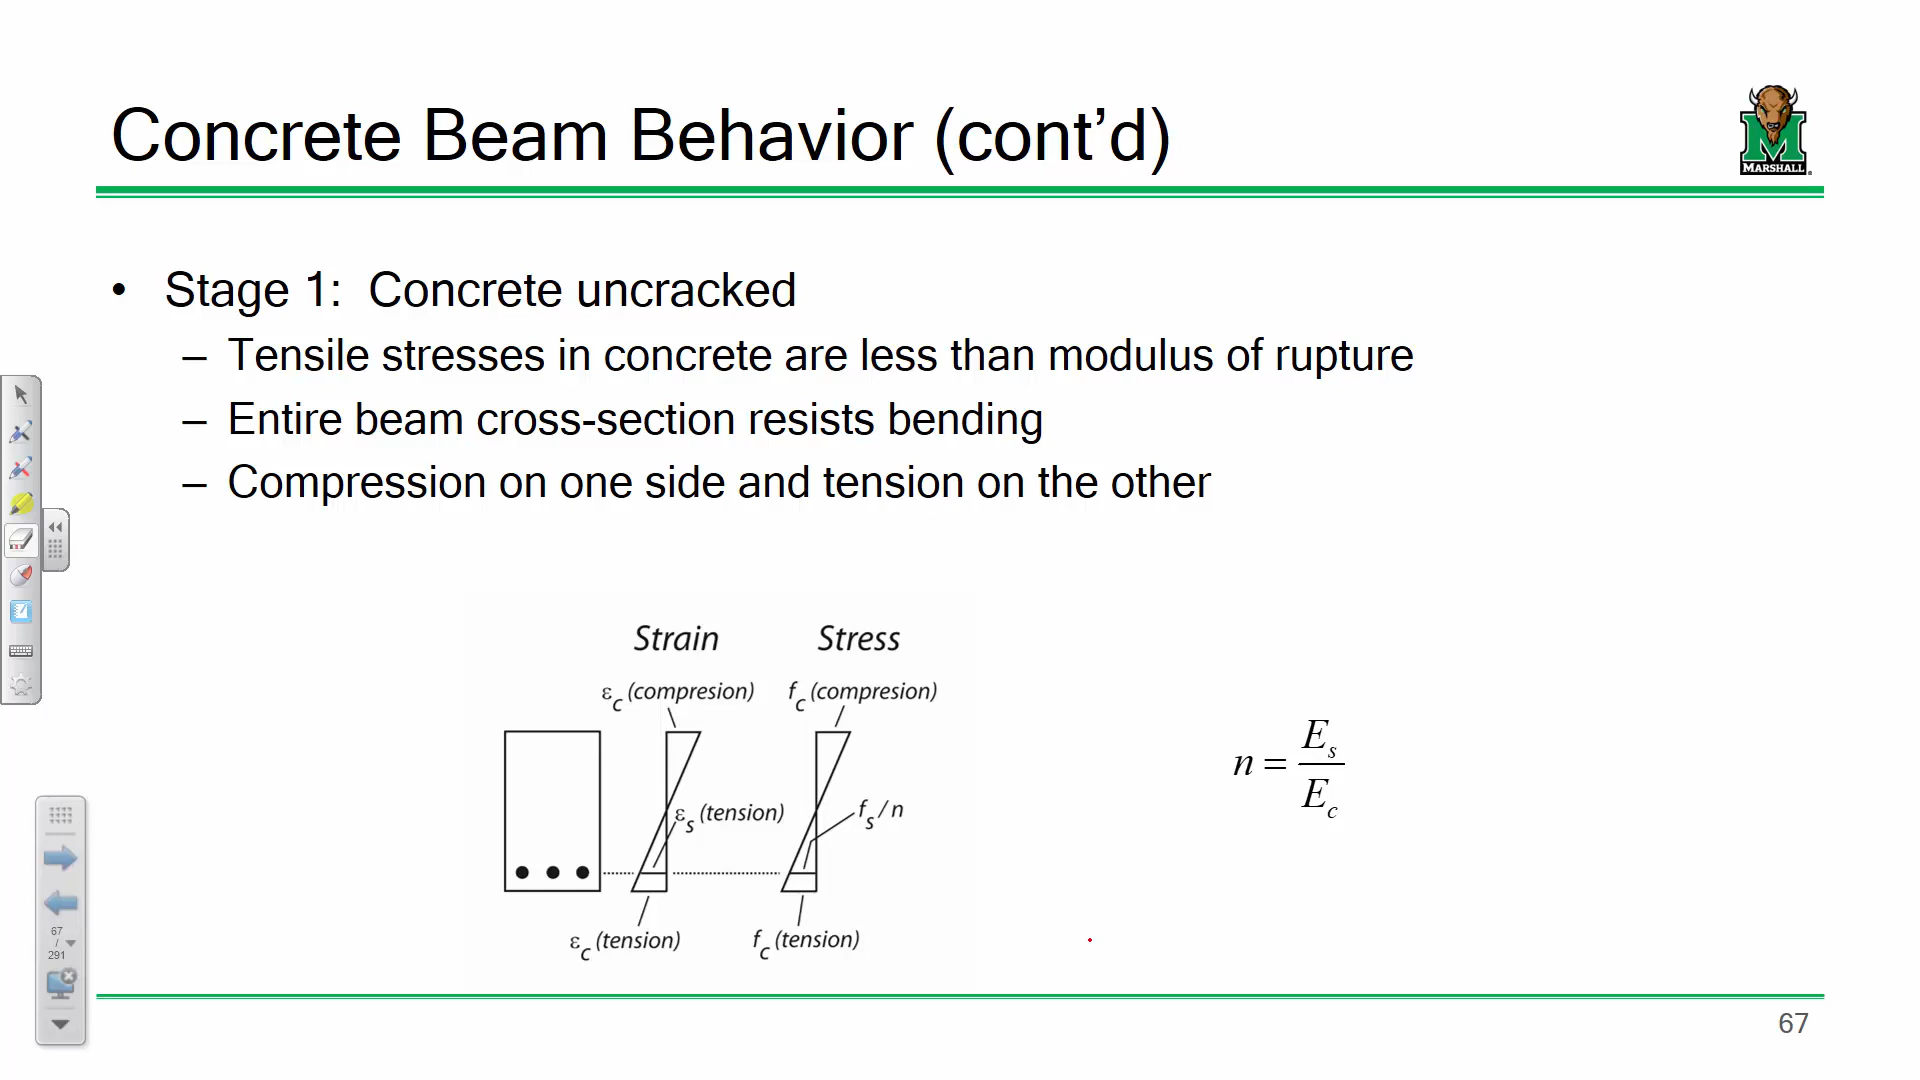 Concrete Beam Behavior (cont’d)
MARSHALL
• Stage 1: Concrete uncracked
– Tensile stresses in concrete are less than modulus of rupture
– Entire beam cross-section resists bending
– Compression on one side and tension on the other
Strain Stress
εc (compresion) fc (compresion)
εs (tension) fs / n
εc (tension) fc (tension)
n = Es / Ec
67
/
291
67